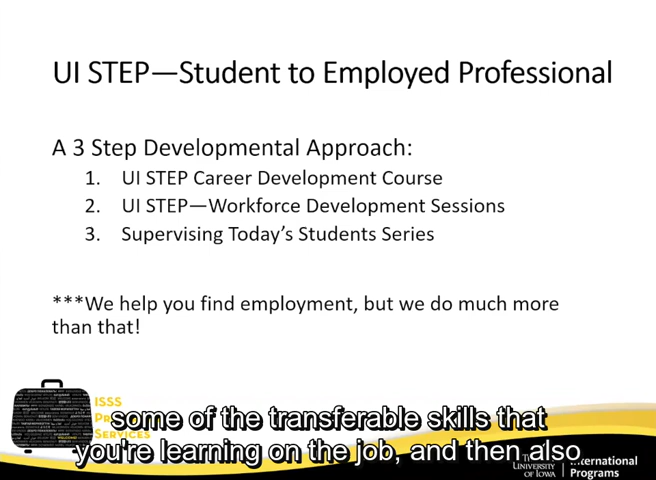 UI STEP—Student to Employed Professional
A 3 Step Developmental Approach:
1. UI STEP Career Development Course
2. UI STEP—Workforce Development Sessions
3. Supervising Today's Students Series
***We help you find employment, but we do much more
than that!
ISSS
some of the transferable skills that
SERVICES
you're learning on the job, and then also
UNIVERSITY
OF IOWA
International
Programs